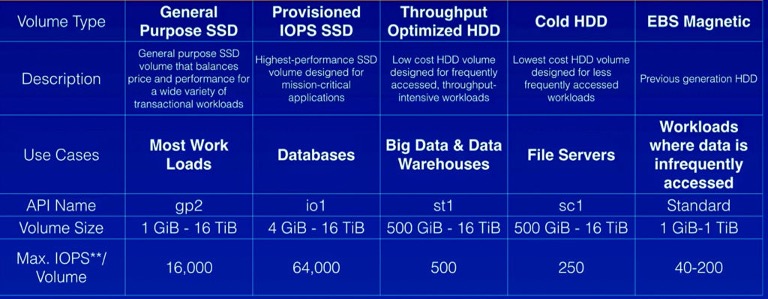 Volume Type
General
Purpose SSD
Provisioned
IOPS SSD
Throughput
Optimized HDD
Cold HDD
EBS Magnetic
Description
General purpose SSD
volume that balances
price and performance for
a wide variety of
transactional workloads
Highest-performance SSD
volume designed for
mission-critical
applications
Low cost HDD volume
designed for frequently
accessed, throughput-
intensive workloads
Lowest cost HDD volume
designed for less
frequently accessed
workloads
Previous generation HDD
Use Cases
Most Work
Loads
Databases
Big Data & Data
Warehouses
File Servers
Workloads
where data is
infrequently
accessed
API Name
gp2
io1
st1
sc1
Standard
Volume Size
1 GiB - 16 TiB
4 GiB - 16 TiB
500 GiB - 16 TiB
500 GiB - 16 TiB
1 GiB-1 TiB
Max. IOPS**/
Volume
16,000
64,000
500
250
40-200